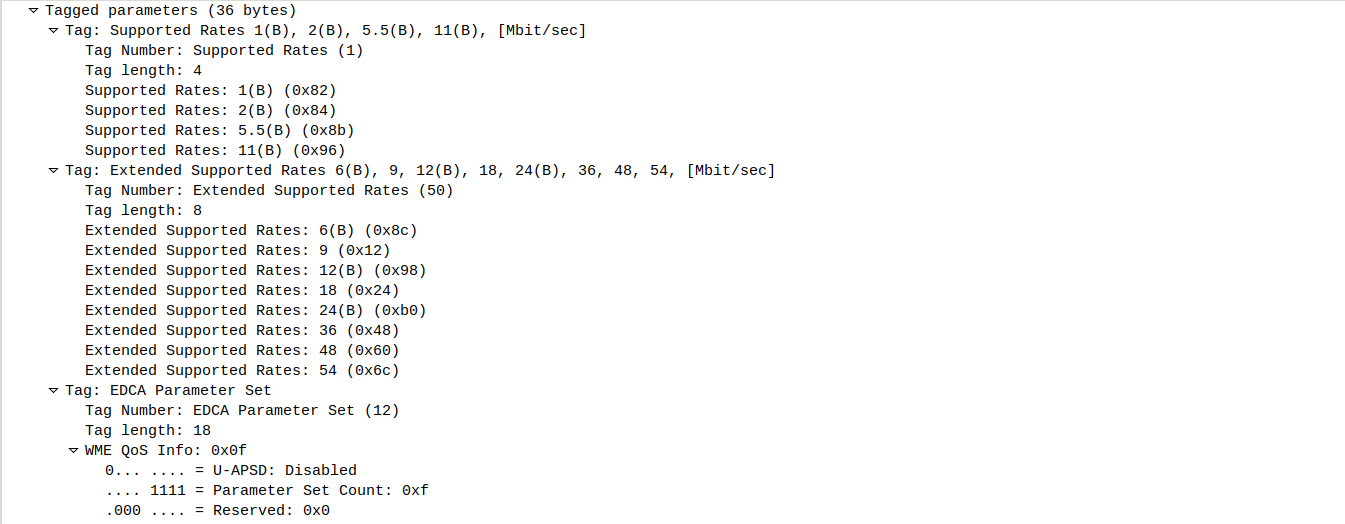 Tagged parameters (36 bytes)
Tag: Supported Rates 1(B), 2(B), 5.5(B), 11(B), [Mbit/sec]
Tag Number: Supported Rates (1)
Tag length: 4
Supported Rates: 1(B) (0x82)
Supported Rates: 2(B) (0x84)
Supported Rates: 5.5(B) (0x8b)
Supported Rates: 11(B) (0x96)
Tag: Extended Supported Rates 6(B), 9, 12(B), 18, 24(B), 36, 48, 54, [Mbit/sec]
Tag Number: Extended Supported Rates (50)
Tag length: 8
Extended Supported Rates: 6(B) (0x8c)
Extended Supported Rates: 9 (0x12)
Extended Supported Rates: 12(B) (0x98)
Extended Supported Rates: 18 (0x24)
Extended Supported Rates: 24(B) (0xb0)
Extended Supported Rates: 36 (0x48)
Extended Supported Rates: 48 (0x60)
Extended Supported Rates: 54 (0x6c)
Tag: EDCA Parameter Set
Tag Number: EDCA Parameter Set (12)
Tag length: 18
WME QoS Info: 0x0f
0... .... = U-APSD: Disabled
.... 1111 = Parameter Set Count: 0xf
.000 .... = Reserved: 0x0